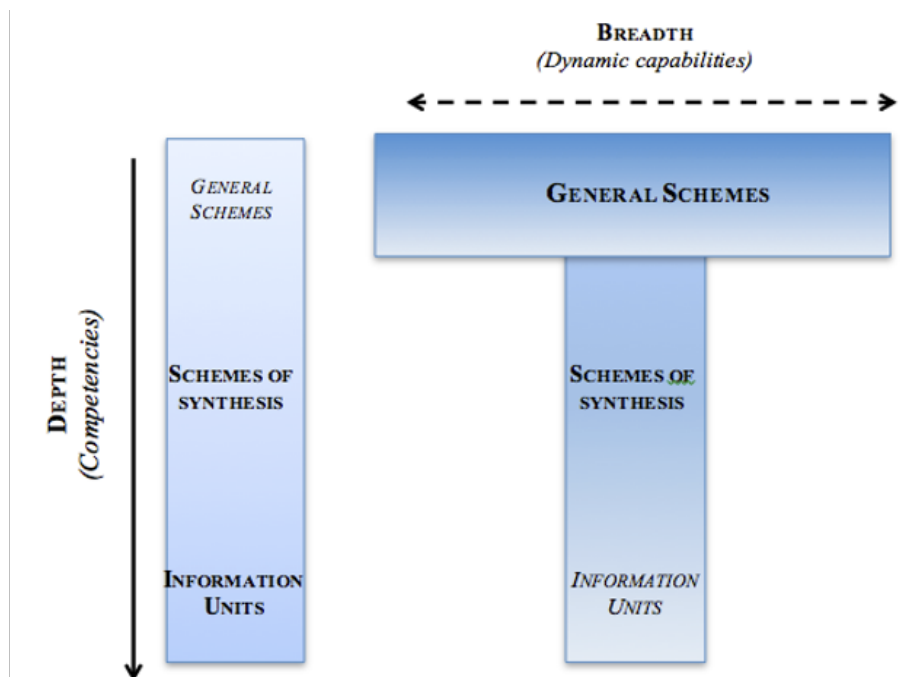 BREADTH
(Dynamic capabilities)
GENERAL
SCHEMES
GENERAL SCHEMES
DEPTH
(Competencies)
SCHEMES OF
SYNTHESIS
SCHEMES OF
SYNTHESIS
INFORMATION
UNITS
INFORMATION
UNITS